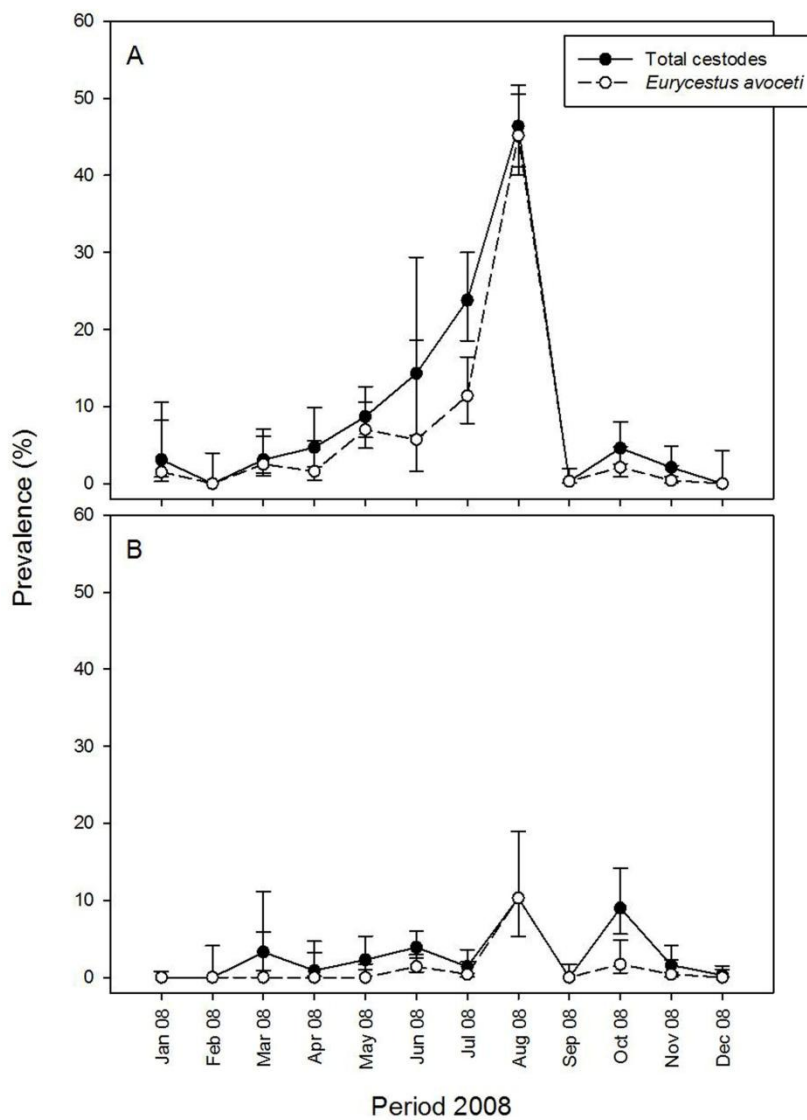 A
Total cestodes
Eurycestus avoceti
60
50
40
30
20
10
0
Prevalence (%)
B
60
50
40
30
20
10
0
Jan 08
Feb 08
Mar 08
Apr 08
May 08
Jun 08
Jul 08
Aug 08
Sep 08
Oct 08
Nov 08
Dec 08
Period 2008